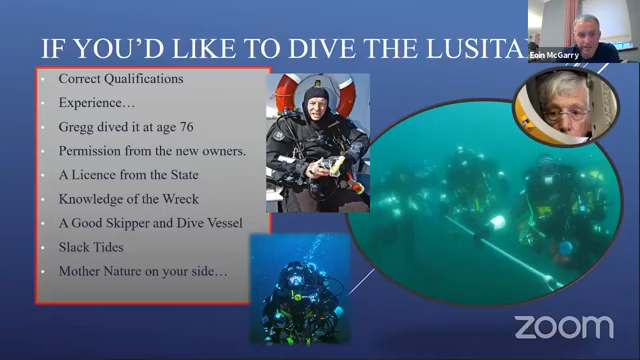 IF YOU'D LIKE TO DIVE THE LUSITA
Eoin McGarry
Correct Qualifications
Experience…
Gregg dived it at age 76
Permission from the new owners.
A Licence from the State
Knowledge of the Wreck
A Good Skipper and Dive Vessel
Slack Tides
Mother Nature on your side…
zoom